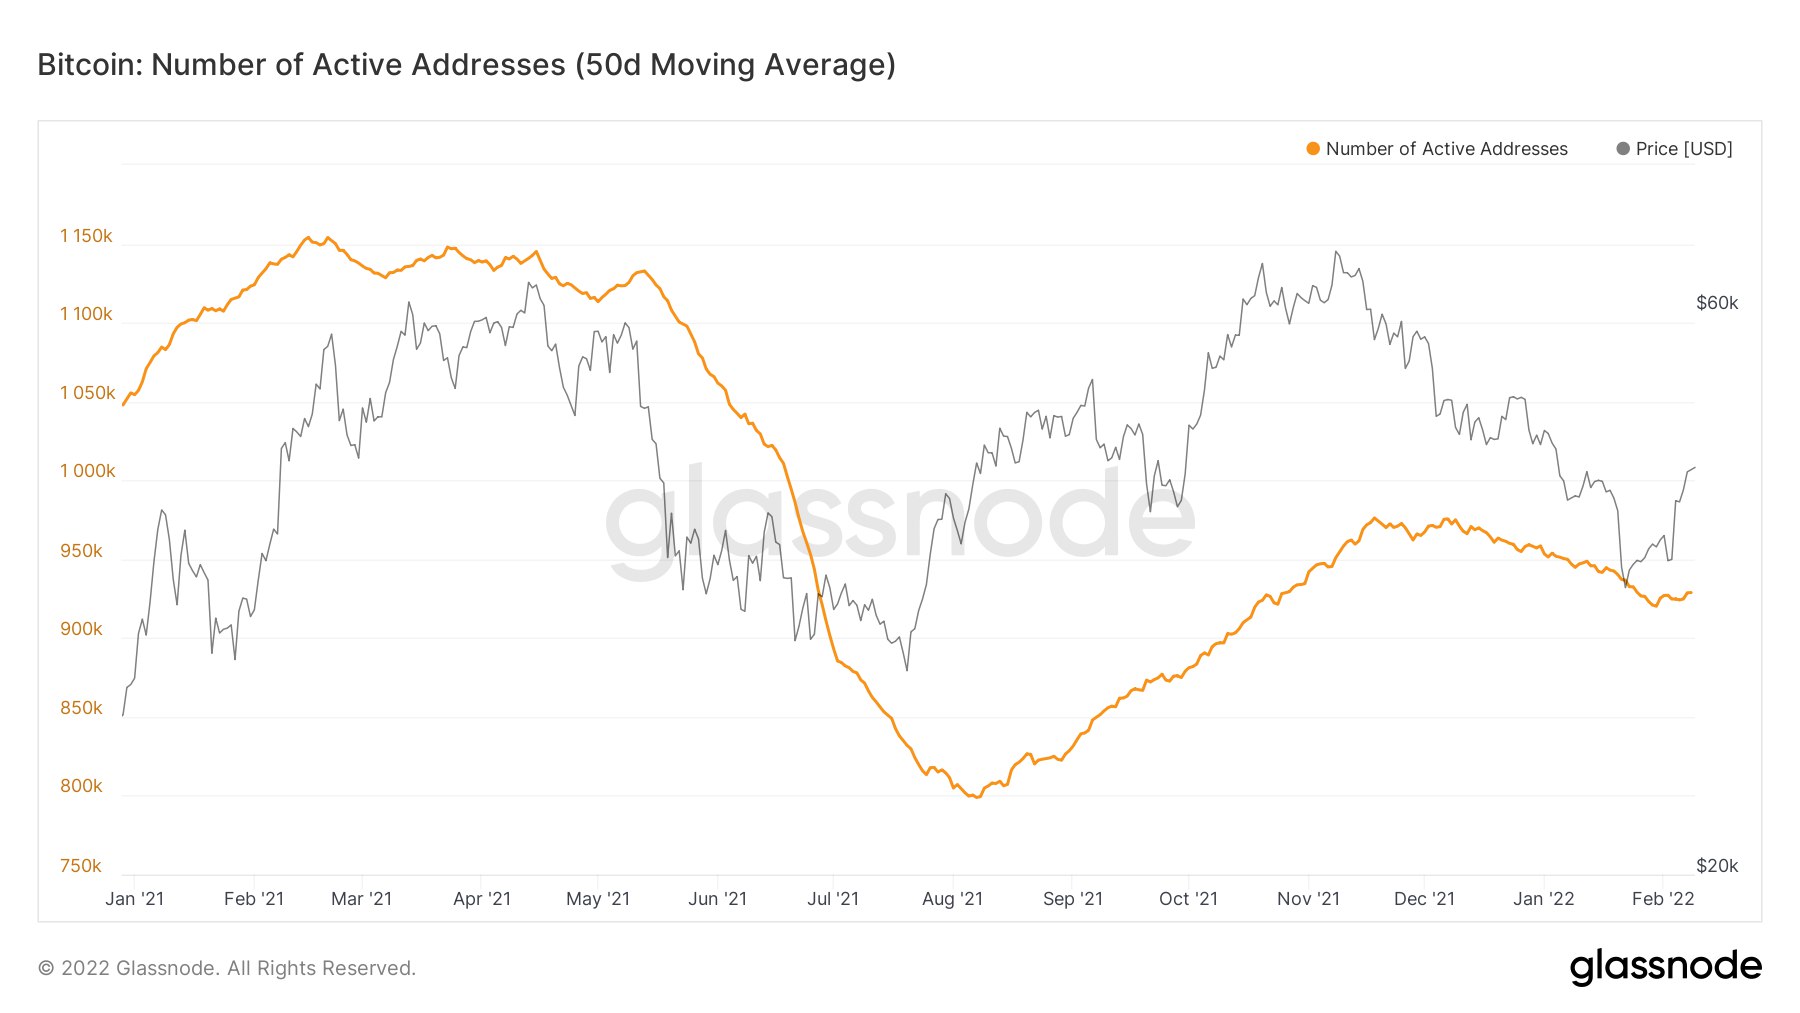 Bitcoin: Number of Active Addresses (50d Moving Average)
Number of Active Addresses
Price [USD]
1 150k
1 100k
1 050k
1 000k
950k
900k
850k
800k
750k
$60k
$20k
glassnode
Jan '21 Feb '21 Mar '21 Apr '21 May '21 Jun '21 Jul '21 Aug '21 Sep '21 Oct '21 Nov '21 Dec '21 Jan '22 Feb '22
© 2022 Glassnode. All Rights Reserved.
glassnode